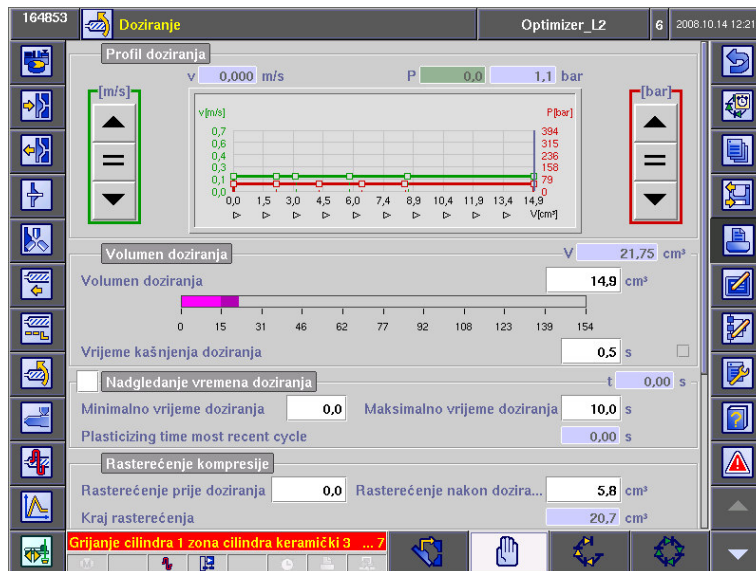 164853 Doziranje Optimizer_L2 6 2008.10.14 12:21
Profil doziranja
v 0,000 m/s P 0,0 1,1 bar
[m/s] [bar]
v[m/s] P[bar]
0,7 394
0,6 315
0,4 236
0,3 158
0,1 79
0,0 0
0,0 1,5 3,0 4,5 6,0 7,4 8,9 10,4 11,9 13,4 14,9
V[cm³]
Volumen doziranja V 21,75 cm³
Volumen doziranja 14,9 cm³
0 15 31 46 62 77 92 108 123 139 154
Vrijeme kašnjenja doziranja 0,5 s
Nadgledanje vremena doziranja t 0,00 s
Minimalno vrijeme doziranja 0,0 Maksimalno vrijeme doziranja 10,0 s
Plasticizing time most recent cycle 0,00 s
Rasterećenje kompresije
Rasterećenje prije doziranja 0,0 Rasterećenje nakon dozira... 5,8 cm³
Kraj rasterećenja 20,7 cm³
Grijanje cilindra 1 zona cilindra keramički 3 ... 7